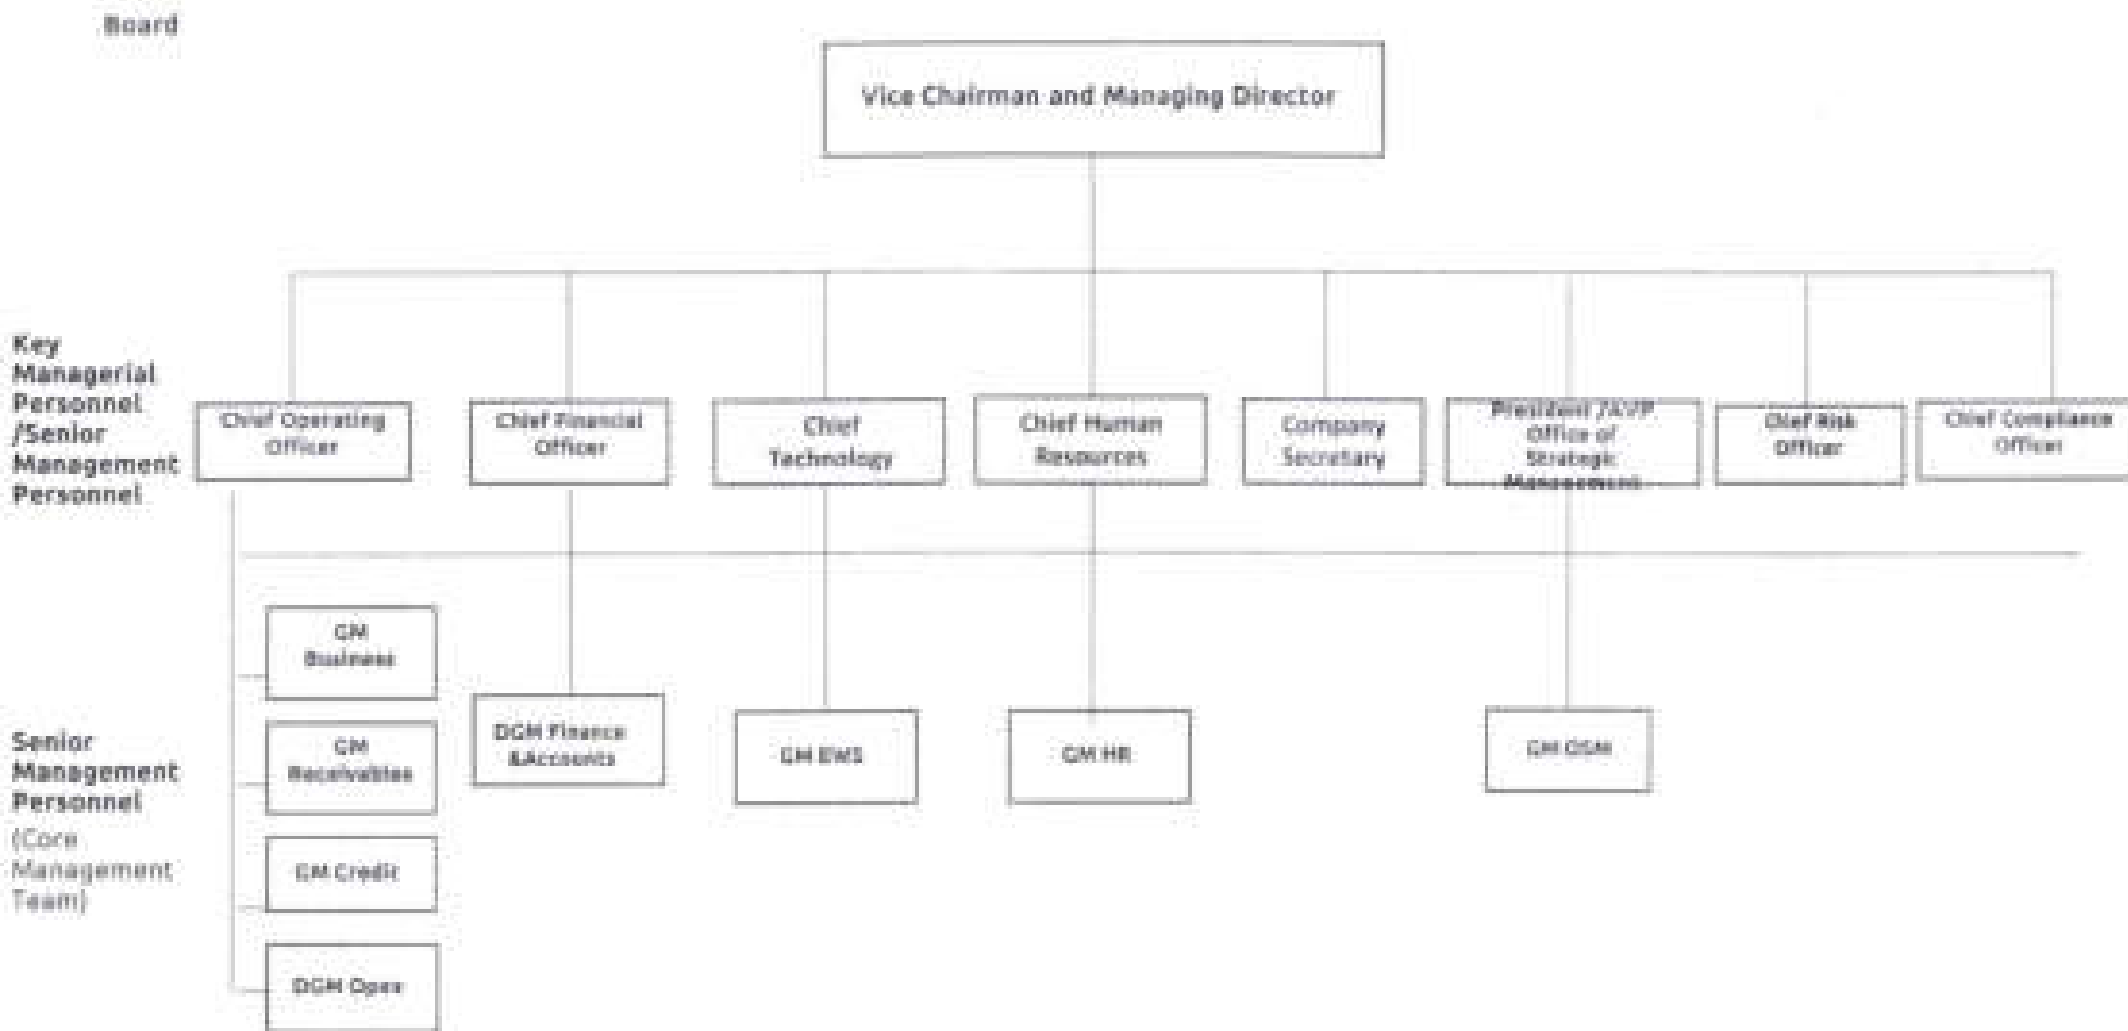 Board
Vice Chairman and Managing Director
Key
Managerial
Personnel
/Senior
Management
Personnel
Chief Operating
Officer
Chief Financial
Officer
Chief
Technology
Chief Human
Resources
Company
Secretary
President /AVP
Office of
Strategic
Management
Chief Risk
Officer
Chief Compliance
Officer
Senior
Management
Personnel
(Core
Management
Team)
GM
Business
GM
Receivables
GM Credit
DGM Opex
DGM Finance
&Accounts
GM EWS
GM HR
GM OSM